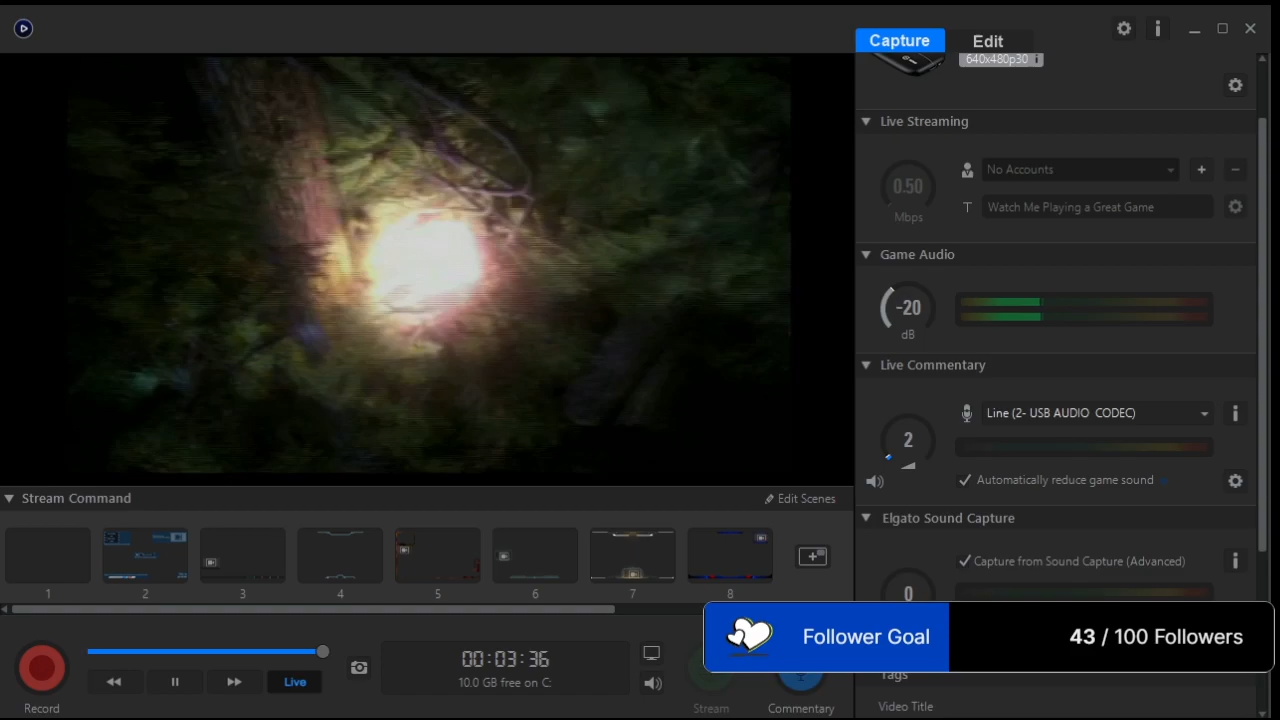 Capture
Edit
640x480p30
Live Streaming
0.50
Mbps
No Accounts
T Watch Me Playing a Great Game
Game Audio
-20
dB
Live Commentary
2
Line (2- USB AUDIO CODEC)
Automatically reduce game sound
Elgato Sound Capture
Capture from Sound Capture (Advanced)
0
Stream Command
Edit Scenes
1 2 3 4 5 6 7 8
Follower Goal
43 / 100 Followers
00:03:36
10.0 GB free on C:
Live
Record
Stream
Commentary
Tags
Video Title